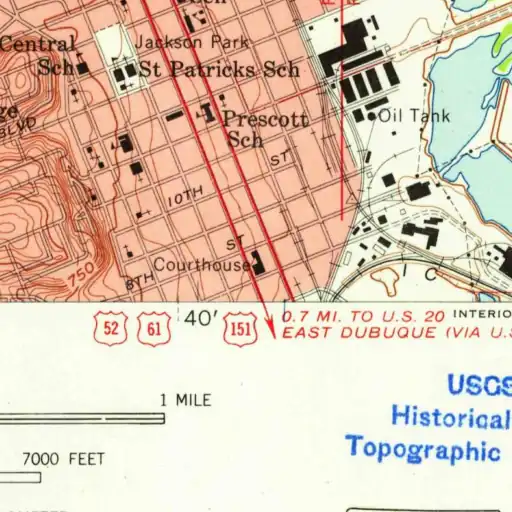 Central
Sch
Jackson Park
St Patricks Sch
BLVD
Prescott
Sch
Oil Tank
ST
10TH
ST
Courthouse
8TH
750
I C
52
61
40'
151
0.7 MI. TO U.S. 20
INTERIO
EAST DUBUQUE (VIA U.S
1 MILE
7000 FEET
USGS
Historical
Topographic